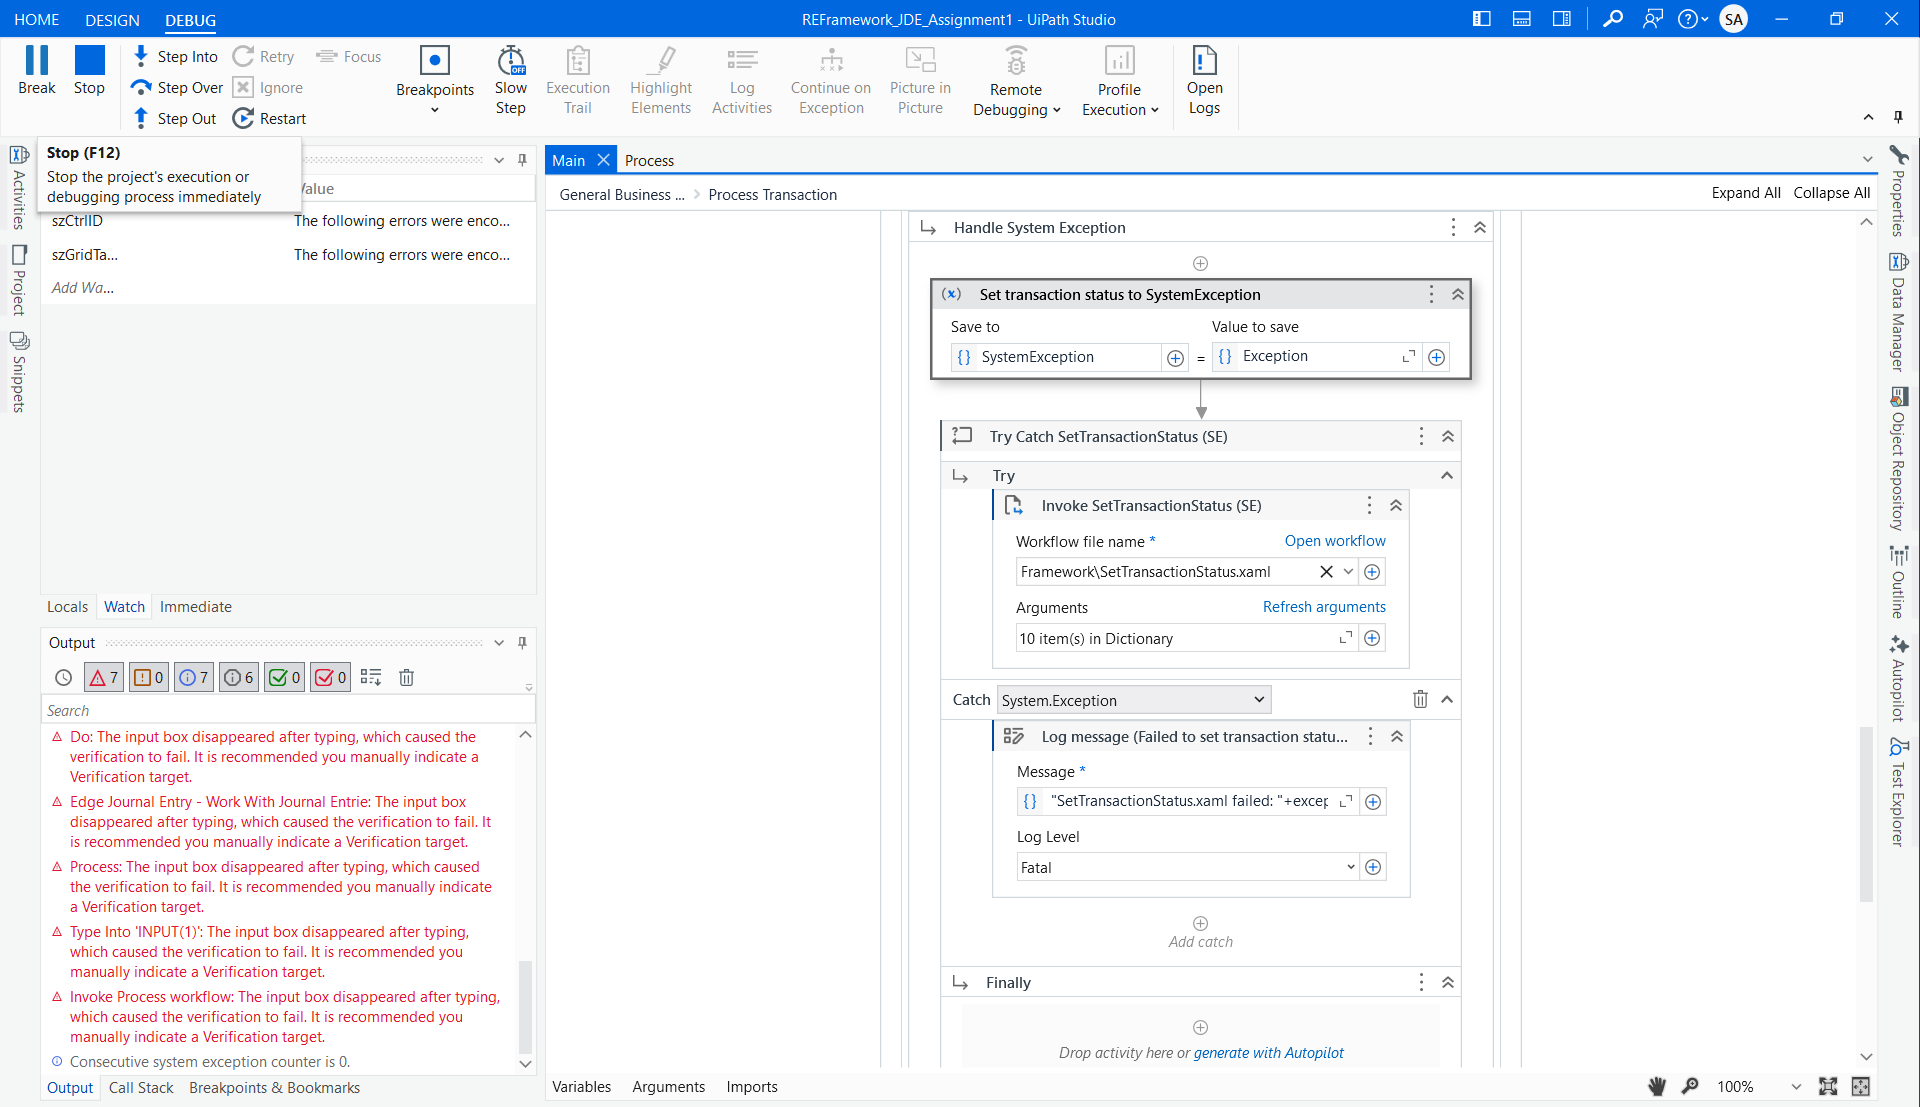 HOME DESIGN DEBUG
REFramework_JDE_Assignment1 - UiPath Studio
SA
Break
Stop
Step Into
Step Over
Step Out
Retry
Ignore
Restart
Focus
Breakpoints
Slow Step
OFF
Execution Trail
Highlight Elements
Log Activities
Continue on Exception
Picture in Picture
Remote Debugging
Profile Execution
Open Logs
Stop (F12)
Stop the project's execution or
debugging process immediately
Activities
Project
Snippets
szCtrlID The following errors were enco...
szGridTa... The following errors were enco...
Add Wa...
Locals Watch Immediate
Output
7 0 7 6 0 0
Search
Do: The input box disappeared after typing, which caused the
verification to fail. It is recommended you manually indicate a
Verification target.
Edge Journal Entry - Work With Journal Entrie: The input box
disappeared after typing, which caused the verification to fail. It
is recommended you manually indicate a Verification target.
Process: The input box disappeared after typing, which caused
the verification to fail. It is recommended you manually indicate
a Verification target.
Type Into 'INPUT(1)': The input box disappeared after typing,
which caused the verification to fail. It is recommended you
manually indicate a Verification target.
Invoke Process workflow: The input box disappeared after typing,
which caused the verification to fail. It is recommended you
manually indicate a Verification target.
Consecutive system exception counter is 0.
Output Call Stack Breakpoints & Bookmarks
Main Process
General Business ... > Process Transaction
Expand All Collapse All
Handle System Exception
Set transaction status to SystemException
Save to Value to save
SystemException = Exception
Try Catch SetTransactionStatus (SE)
Try
Invoke SetTransactionStatus (SE)
Workflow file name * Open workflow
Framework\SetTransactionStatus.xaml
Arguments Refresh arguments
10 item(s) in Dictionary
Catch System.Exception
Log message (Failed to set transaction statu...
Message *
"SetTransactionStatus.xaml failed: "+excep
Log Level
Fatal
Add catch
Finally
Drop activity here or generate with Autopilot
Variables Arguments Imports
100%
Properties
Data Manager
Object Repository
Outline
Autopilot
Test Explorer